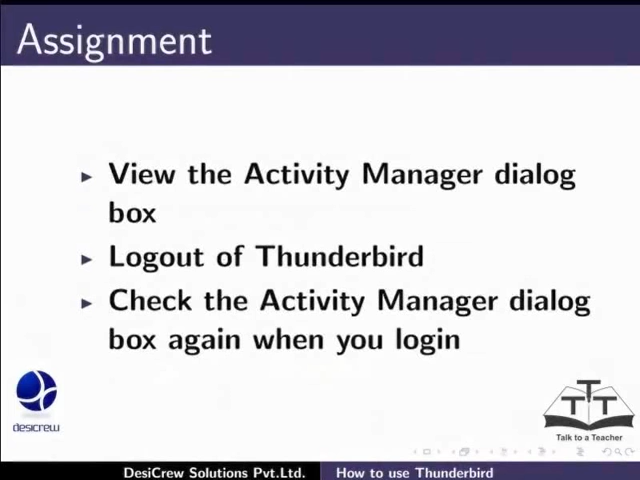 Assignment
View the Activity Manager dialog
box
Logout of Thunderbird
Check the Activity Manager dialog
box again when you login
desicrew
TTT
Talk to a Teacher
DesiCrew Solutions Pvt.Ltd.
How to use Thunderbird